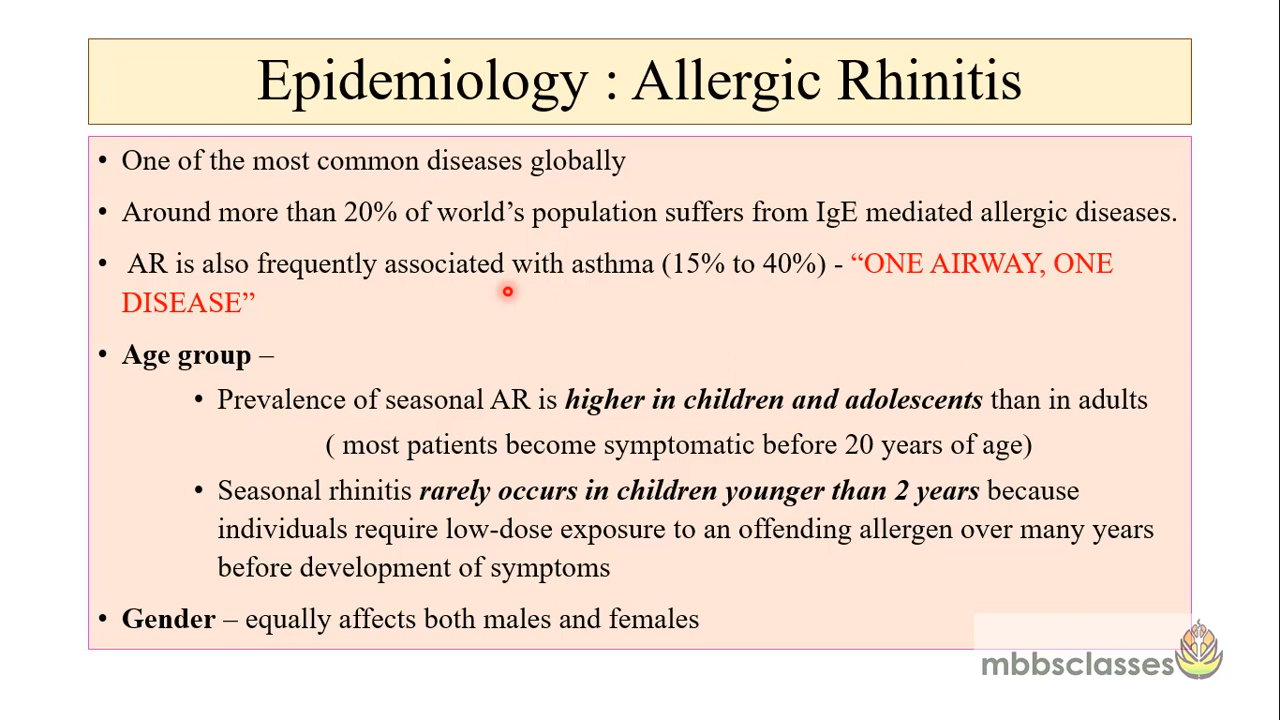 Epidemiology : Allergic Rhinitis
• One of the most common diseases globally
• Around more than 20% of world’s population suffers from IgE mediated allergic diseases.
• AR is also frequently associated with asthma (15% to 40%) - “ONE AIRWAY, ONE
DISEASE”
• Age group –
• Prevalence of seasonal AR is higher in children and adolescents than in adults
( most patients become symptomatic before 20 years of age)
• Seasonal rhinitis rarely occurs in children younger than 2 years because
individuals require low-dose exposure to an offending allergen over many years
before development of symptoms
• Gender – equally affects both males and females
mbbsclasses